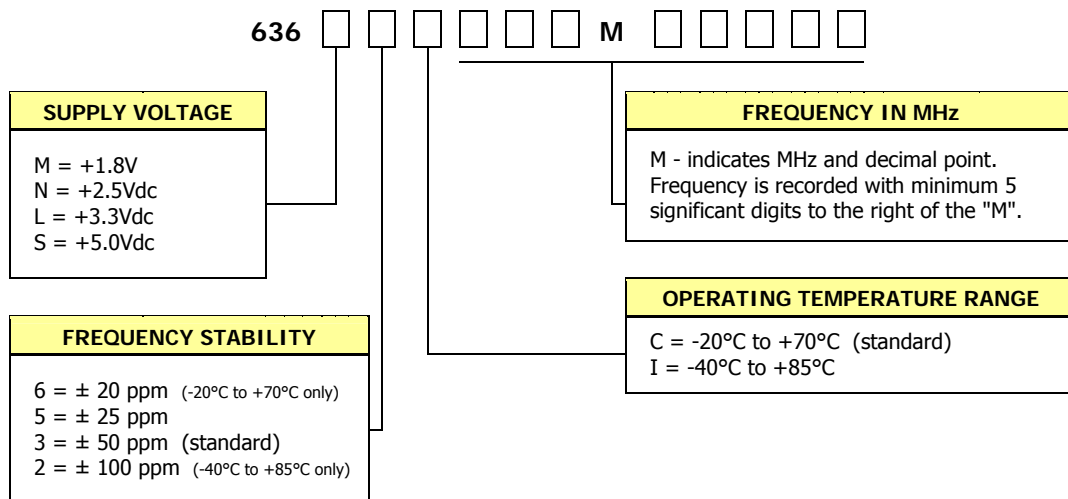 636 M
SUPPLY VOLTAGE
M = +1.8V
N = +2.5Vdc
L = +3.3Vdc
S = +5.0Vdc
FREQUENCY IN MHz
M - indicates MHz and decimal point.
Frequency is recorded with minimum 5
significant digits to the right of the "M".
FREQUENCY STABILITY
6 = ± 20 ppm (-20°C to +70°C only)
5 = ± 25 ppm
3 = ± 50 ppm (standard)
2 = ± 100 ppm (-40°C to +85°C only)
OPERATING TEMPERATURE RANGE
C = -20°C to +70°C (standard)
I = -40°C to +85°C